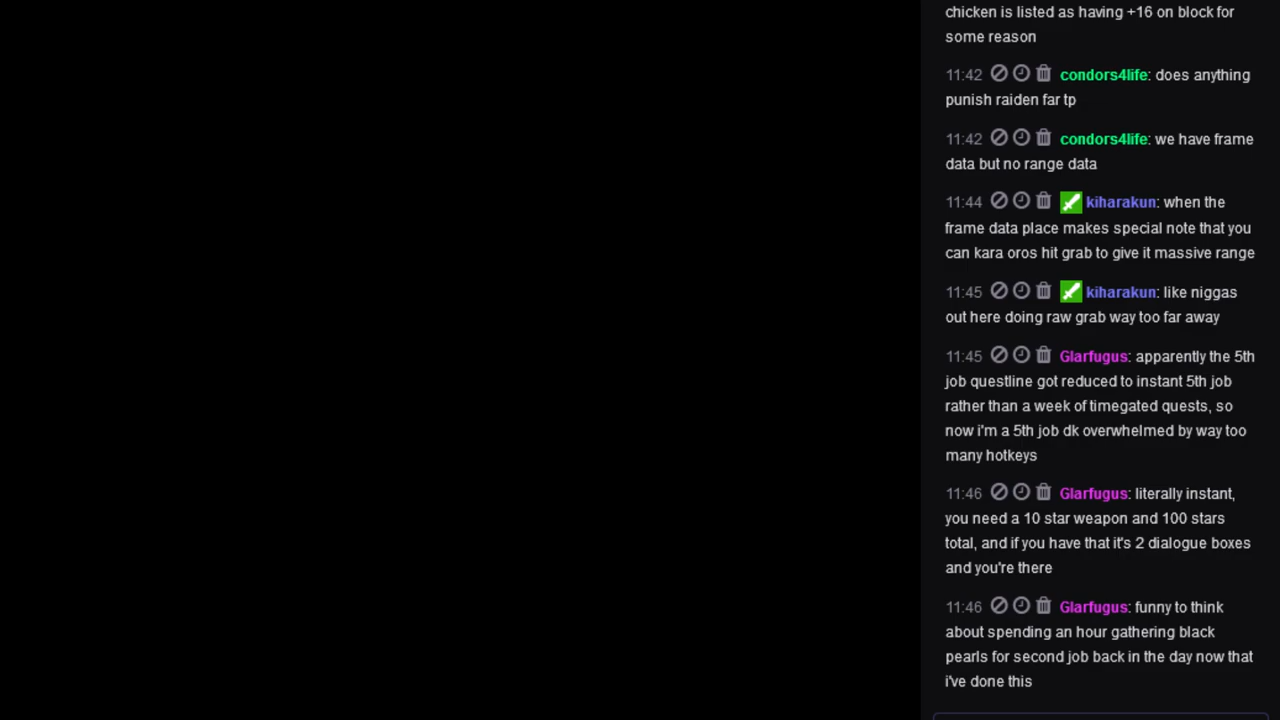 chicken is listed as having +16 on block for
some reason
11:42 condors4life: does anything
punish raiden far tp
11:42 condors4life: we have frame
data but no range data
11:44 kiharakun: when the
frame data place makes special note that you
can kara oros hit grab to give it massive range
11:45 kiharakun: like niggas
out here doing raw grab way too far away
11:45 Glarfugus: apparently the 5th
job questline got reduced to instant 5th job
rather than a week of timegated quests, so
now i'm a 5th job dk overwhelmed by way too
many hotkeys
11:46 Glarfugus: literally instant,
you need a 10 star weapon and 100 stars
total, and if you have that it's 2 dialogue boxes
and you're there
11:46 Glarfugus: funny to think
about spending an hour gathering black
pearls for second job back in the day now that
i've done this